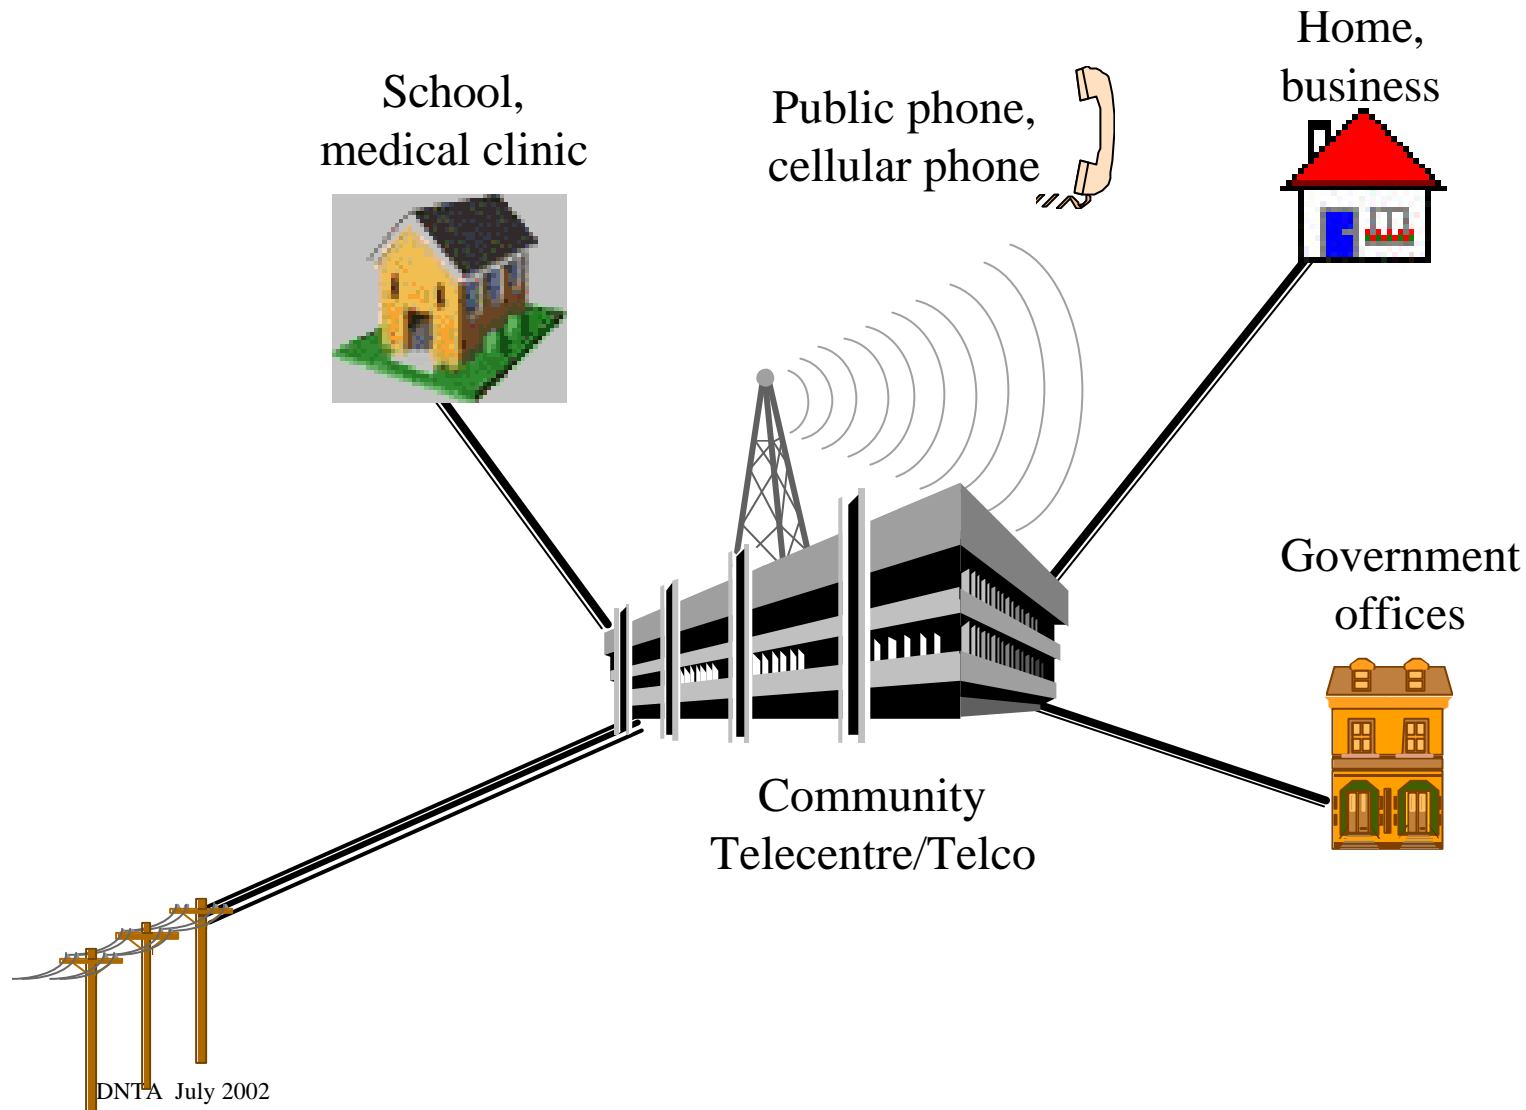 Home,
business
School,
medical clinic
Public phone,
cellular phone
Government
offices
Community
Telecentre/Telco
DNTA  July 2002